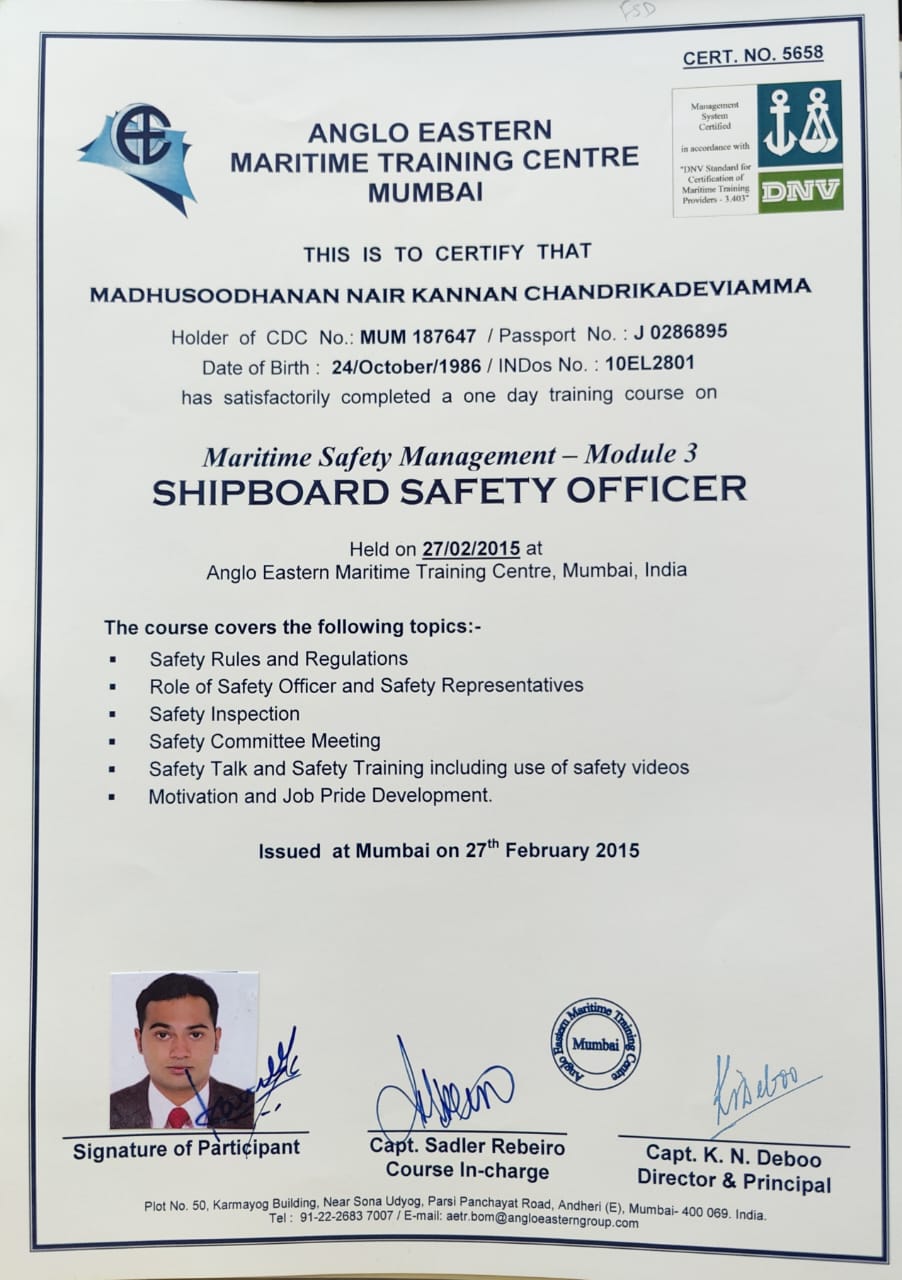 FSD
CERT. NO. 5658
Management
System
Certified
in accordance with
"DNV Standard for
Certification of
Maritime Training
Providers - 3.403"
DNV
ANGLO EASTERN
MARITIME TRAINING CENTRE
MUMBAI
THIS IS TO CERTIFY THAT
MADHUSOODHANAN NAIR KANNAN CHANDRIKADEVIAMMA
Holder of CDC No.: MUM 187647 / Passport No. : J 0286895
Date of Birth : 24/October/1986 / INDos No. : 10EL2801
has satisfactorily completed a one day training course on
Maritime Safety Management – Module 3
SHIPBOARD SAFETY OFFICER
Held on 27/02/2015 at
Anglo Eastern Maritime Training Centre, Mumbai, India
The course covers the following topics:-
▪ Safety Rules and Regulations
▪ Role of Safety Officer and Safety Representatives
▪ Safety Inspection
▪ Safety Committee Meeting
▪ Safety Talk and Safety Training including use of safety videos
▪ Motivation and Job Pride Development.
Issued at Mumbai on 27th February 2015
Anglo Eastern Maritime Training Centre
Mumbai
K N Deboo
Signature of Participant
Capt. Sadler Rebeiro
Course In-charge
Capt. K. N. Deboo
Director & Principal
Plot No. 50, Karmayog Building, Near Sona Udyog, Parsi Panchayat Road, Andheri (E), Mumbai- 400 069. India.
Tel : 91-22-2683 7007 / E-mail: aetr.bom@angloeasterngroup.com